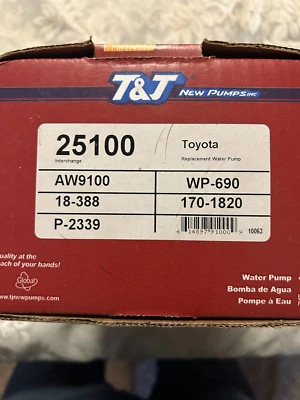 T&J NEW PUMPS INC
25100 Toyota
Interchange Replacement Water Pump
AW9100 WP-690
18-388 170-1820
P-2339
6 14897 91000 9 10063
uality at the
each of your hands!
Global
www.tjnewpumps.com
Water Pump
Bomba de Agua
Pompe à Eau